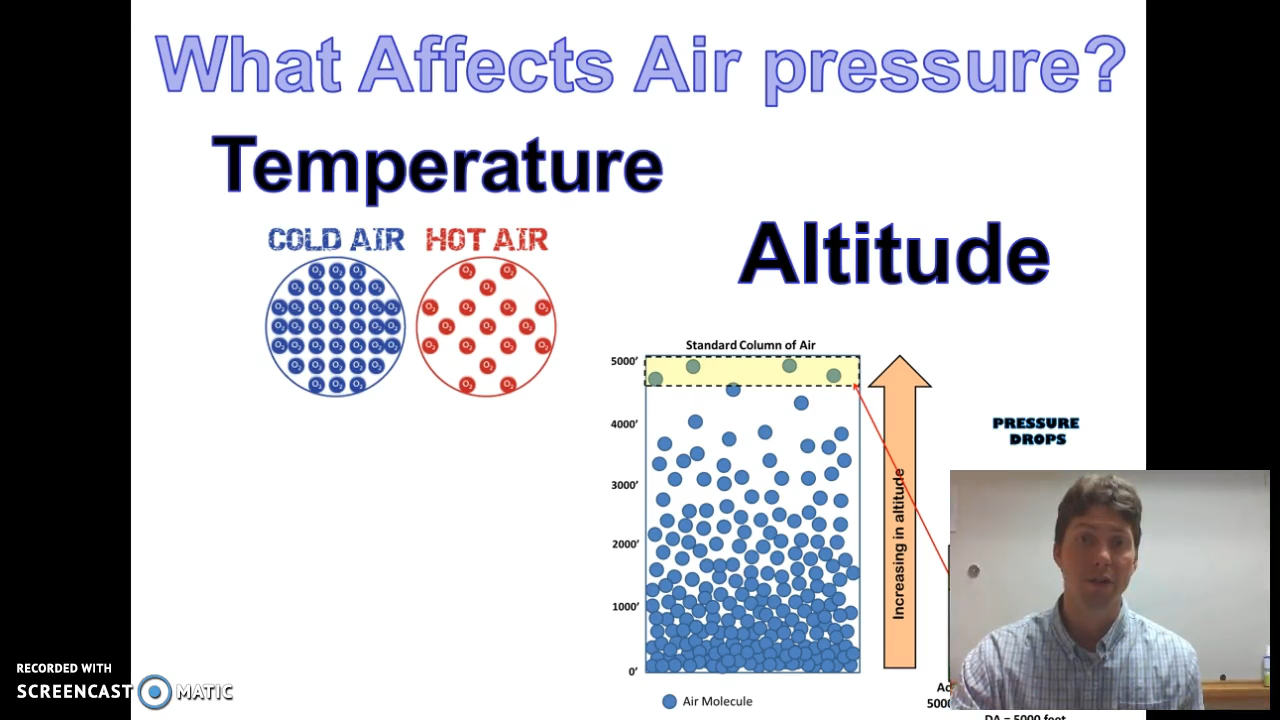 What Affects Air pressure?
Temperature
Altitude
COLD AIR HOT AIR
Standard Column of Air
5000'
4000'
3000'
2000'
1000'
0'
Increasing in altitude
PRESSURE
DROPS
Air Molecule
5000
DA = 5000 feet
RECORDED WITH
SCREENCAST MATIC